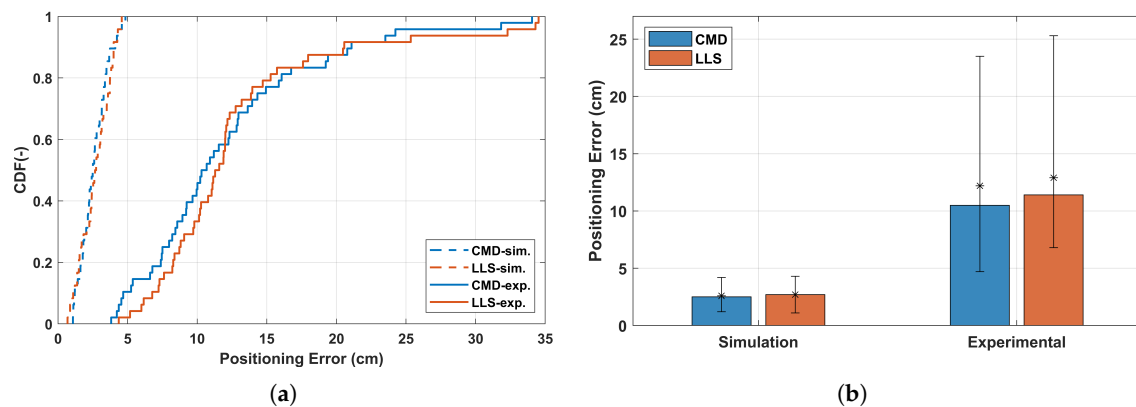 1
0.8
0.6
0.4
0.2
0
CDF(-)
0 5 10 15 20 25 30 35
Positioning Error (cm)
CMD-sim.
LLS-sim.
CMD-exp.
LLS-exp.
(a)
25
20
15
10
5
0
Positioning Error (cm)
CMD
LLS
Simulation Experimental
(b)